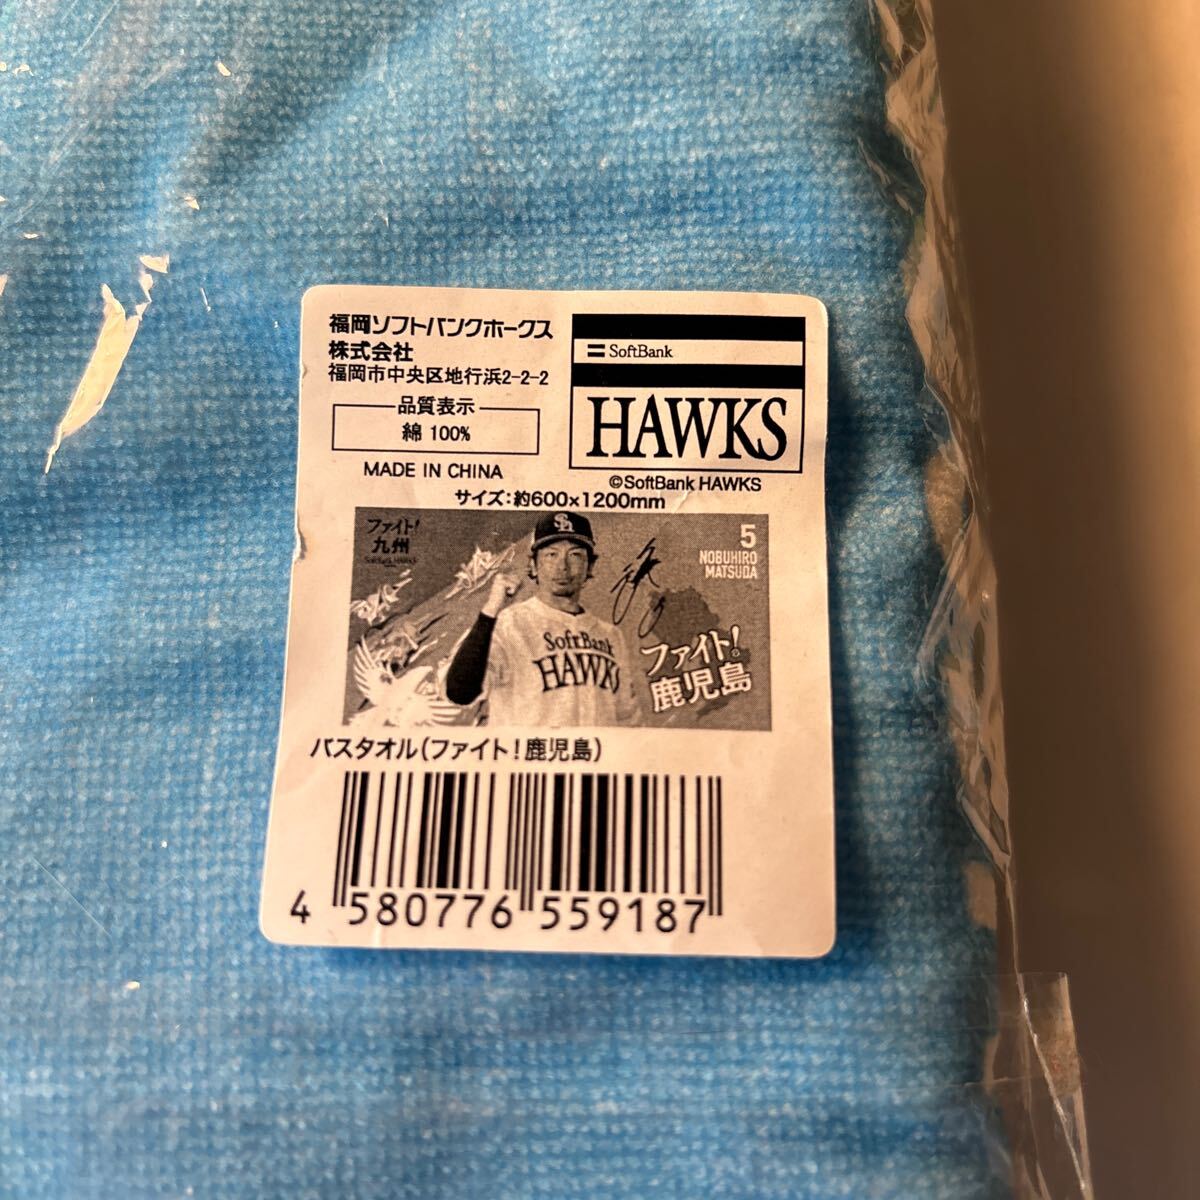 福岡ソフトバンクホークス
株式会社
福岡市中央区地行浜2-2-2
品質表示
綿 100%
MADE IN CHINA
SoftBank
HAWKS
©SoftBank HAWKS
サイズ:約600×1200mm
ファイト!
九州
SoftBank HAWKS
5
NOBUHIRO
MATSUDA
SoftBank
HAWKS
ファイト!
鹿児島
バスタオル(ファイト!鹿児島)
4 580776 559187